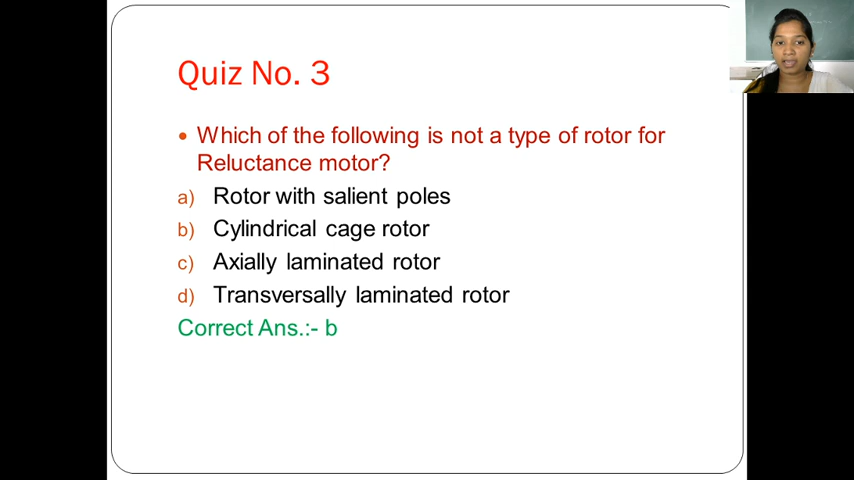 Quiz No. 3
• Which of the following is not a type of rotor for
Reluctance motor?
a) Rotor with salient poles
b) Cylindrical cage rotor
c) Axially laminated rotor
d) Transversally laminated rotor
Correct Ans.:- b